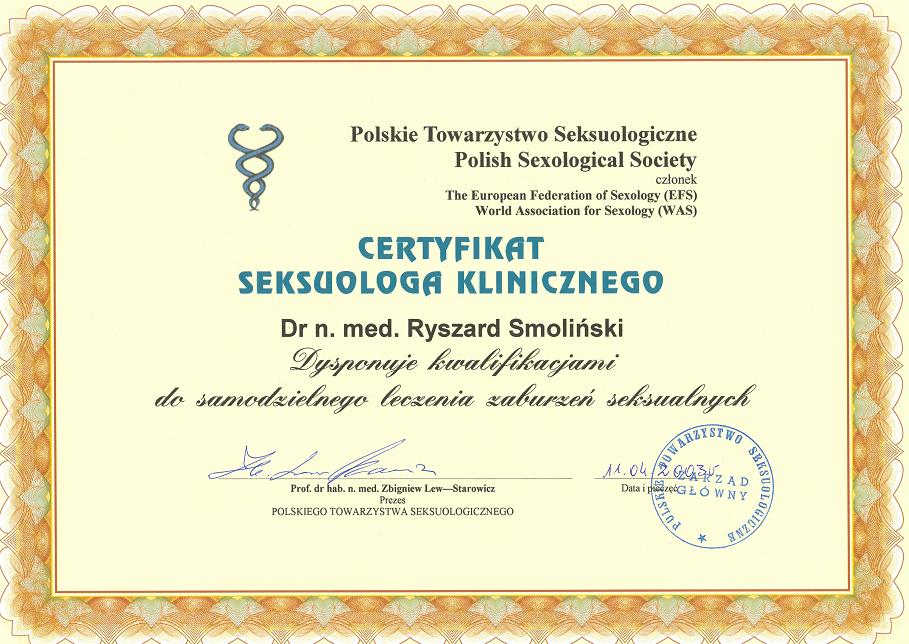 Polskie Towarzystwo Seksuologiczne
Polish Sexological Society
członek
The European Federation of Sexology (EFS)
World Association for Sexology (WAS)
CERTYFIKAT
SEKSUOLOGA KLINICZNEGO
Dr n. med. Ryszard Smoliński
Dysponuje kwalifikacjami
do samodzielnego leczenia zaburzeń seksualnych
11.04.2003r.
Prof. dr hab. n. med. Zbigniew Lew—Starowicz
Data i pieczęć
Prezes
POLSKIEGO TOWARZYSTWA SEKSUOLOGICZNEGO
POLSKIE TOWARZYSTWO SEKSUOLOGICZNE
ZARZĄD
GŁÓWNY